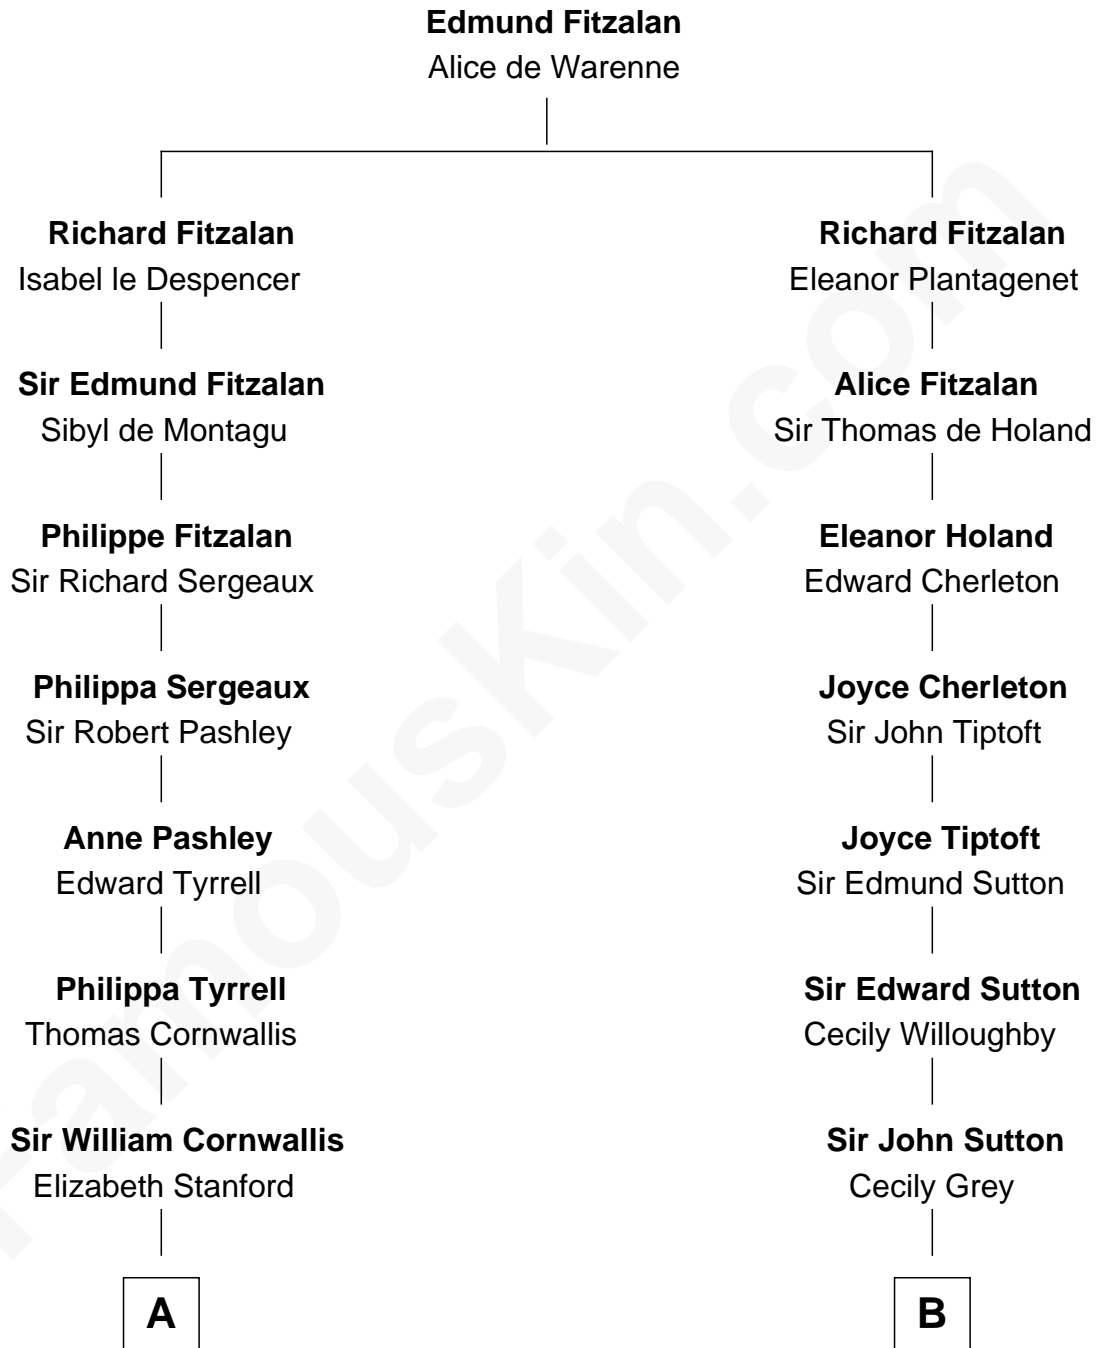 Edmund Fitzalan
Alice de Warenne
Richard Fitzalan
Isabel le Despencer
Sir Edmund Fitzalan
Sibyl de Montagu
Philippe Fitzalan
Sir Richard Sergeaux
Philippa Sergeaux
Sir Robert Pashley
Anne Pashley
Edward Tyrrell
Philippa Tyrrell
Thomas Cornwallis
Sir William Cornwallis
Elizabeth Stanford
A
Richard Fitzalan
Eleanor Plantagenet
Alice Fitzalan
Sir Thomas de Holand
Eleanor Holand
Edward Cherleton
Joyce Cherleton
Sir John Tiptoft
Joyce Tiptoft
Sir Edmund Sutton
Sir Edward Sutton
Cecily Willoughby
Sir John Sutton
Cecily Grey
B
FamousKin.com